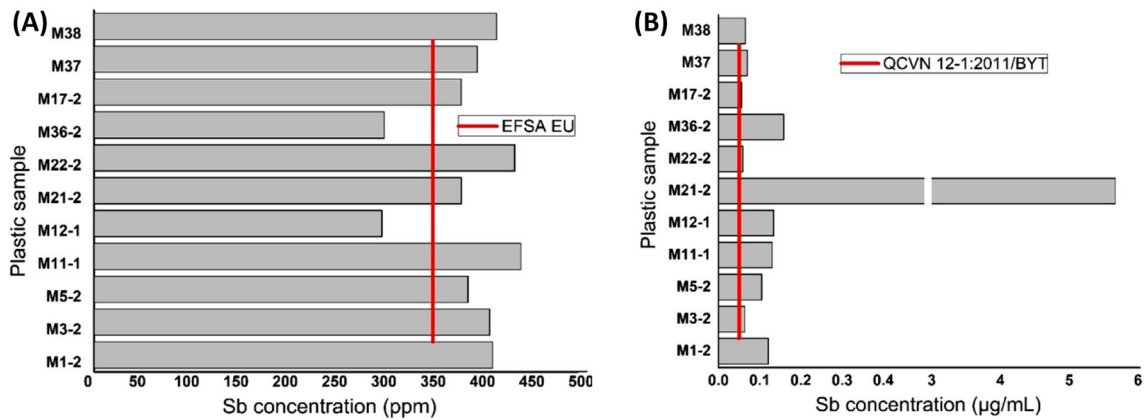 (A)
M38
M37
M17-2
M36-2
M22-2
M21-2
M12-1
M11-1
M5-2
M3-2
M1-2
Plastic sample
EFSA EU
0 50 100 150 200 250 300 350 400 450 500
Sb concentration (ppm)
(B)
M38
M37
M17-2
M36-2
M22-2
M21-2
M12-1
M11-1
M5-2
M3-2
M1-2
Plastic sample
QCVN 12-1:2011/BYT
0.0 0.1 0.2 0.3 0.4 3 4 5 6
Sb concentration (µg/mL)